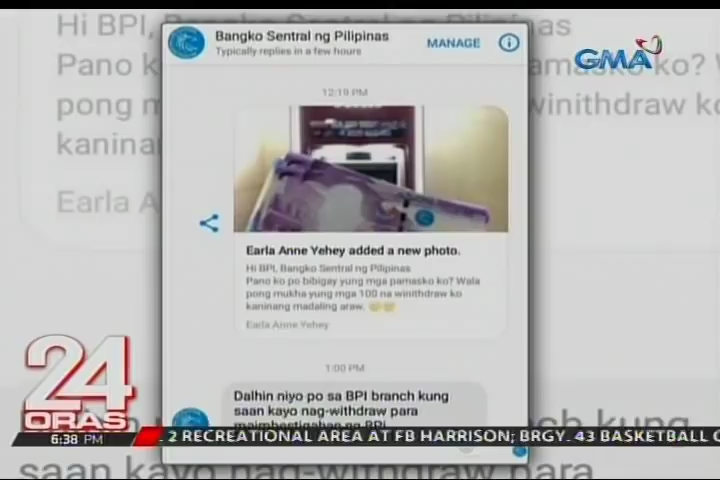 Hi BPI, Bangko Sentral ng Pilipinas
Pano k
pong m
kaninan
Earla A
amasko ko? W
winithdraw ko
Bangko Sentral ng Pilipinas
Typically replies in a few hours
MANAGE
GMA
12:19 PM
Earla Anne Yehey added a new photo.
Hi BPI, Bangko Sentral ng Pilipinas
Pano ko po bibigay yung mga pamasko ko? Wala
pong mukha yung mga 100 na winithdraw ko
kaninang madaling araw.
Earla Anne Yehey
1:00 PM
Dalhin niyo po sa BPI branch kung
saan kayo nag-withdraw para
maimbestigahan ng BPI
24
ORAS
6:38 PM
. 2 RECREATIONAL AREA AT FB HARRISON; BRGY. 43 BASKETBALL C
saan kayo nag-withdraw para